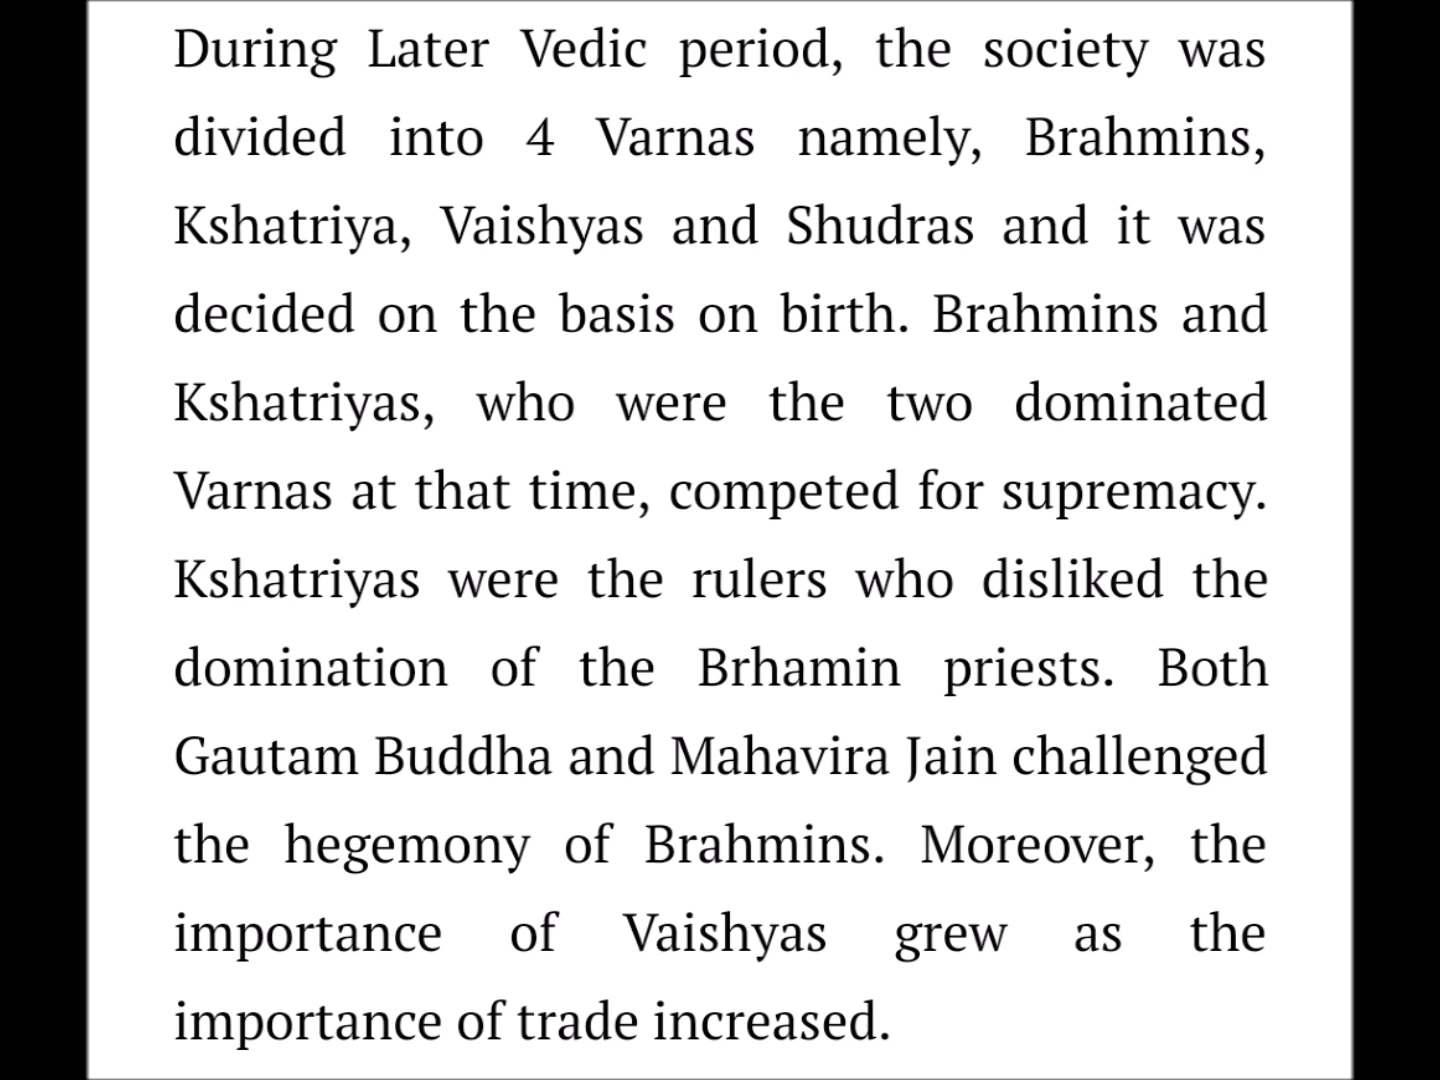 During Later Vedic period, the society was
divided into 4 Varnas namely, Brahmins,
Kshatriya, Vaishyas and Shudras and it was
decided on the basis on birth. Brahmins and
Kshatriyas, who were the two dominated
Varnas at that time, competed for supremacy.
Kshatriyas were the rulers who disliked the
domination of the Brhamin priests. Both
Gautam Buddha and Mahavira Jain challenged
the hegemony of Brahmins. Moreover, the
importance of Vaishyas grew as the
importance of trade increased.